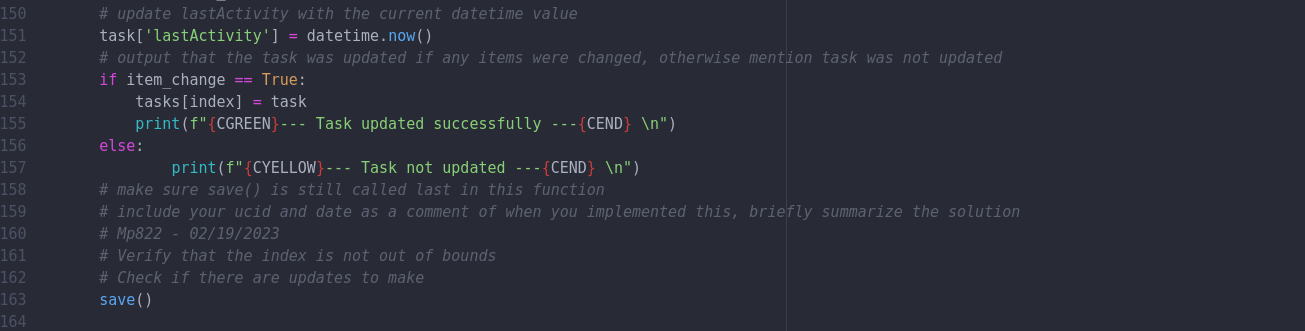 150 # update lastActivity with the current datetime value
151 task['lastActivity'] = datetime.now()
152 # output that the task was updated if any items were changed, otherwise mention task was not updated
153 if item_change == True:
154 tasks[index] = task
155 print(f"{CGREEN}--- Task updated successfully ---{CEND} \n")
156 else:
157 print(f"{CYELLOW}--- Task not updated ---{CEND} \n")
158 # make sure save() is still called last in this function
159 # include your ucid and date as a comment of when you implemented this, briefly summarize the solution
160 # Mp822 - 02/19/2023
161 # Verify that the index is not out of bounds
162 # Check if there are updates to make
163 save()
164